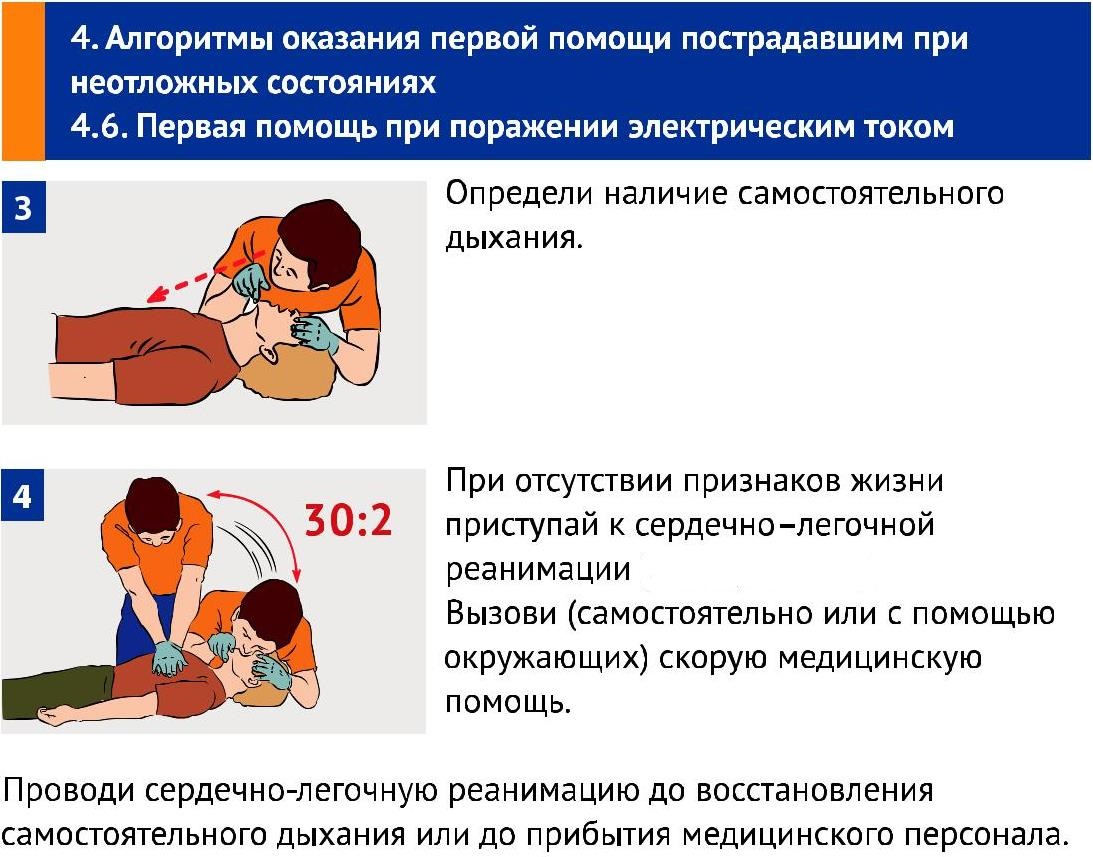 4. Алгоритмы оказания первой помощи пострадавшим при
неотложных состояниях
4.6. Первая помощь при поражении электрическим током
3
Определи наличие самостоятельного
дыхания.
4
30:2
При отсутствии признаков жизни
приступай к сердечно–легочной
реанимации
Вызови (самостоятельно или с помощью
окружающих) скорую медицинскую
помощь.
Проводи сердечно-легочную реанимацию до восстановления
самостоятельного дыхания или до прибытия медицинского персонала.